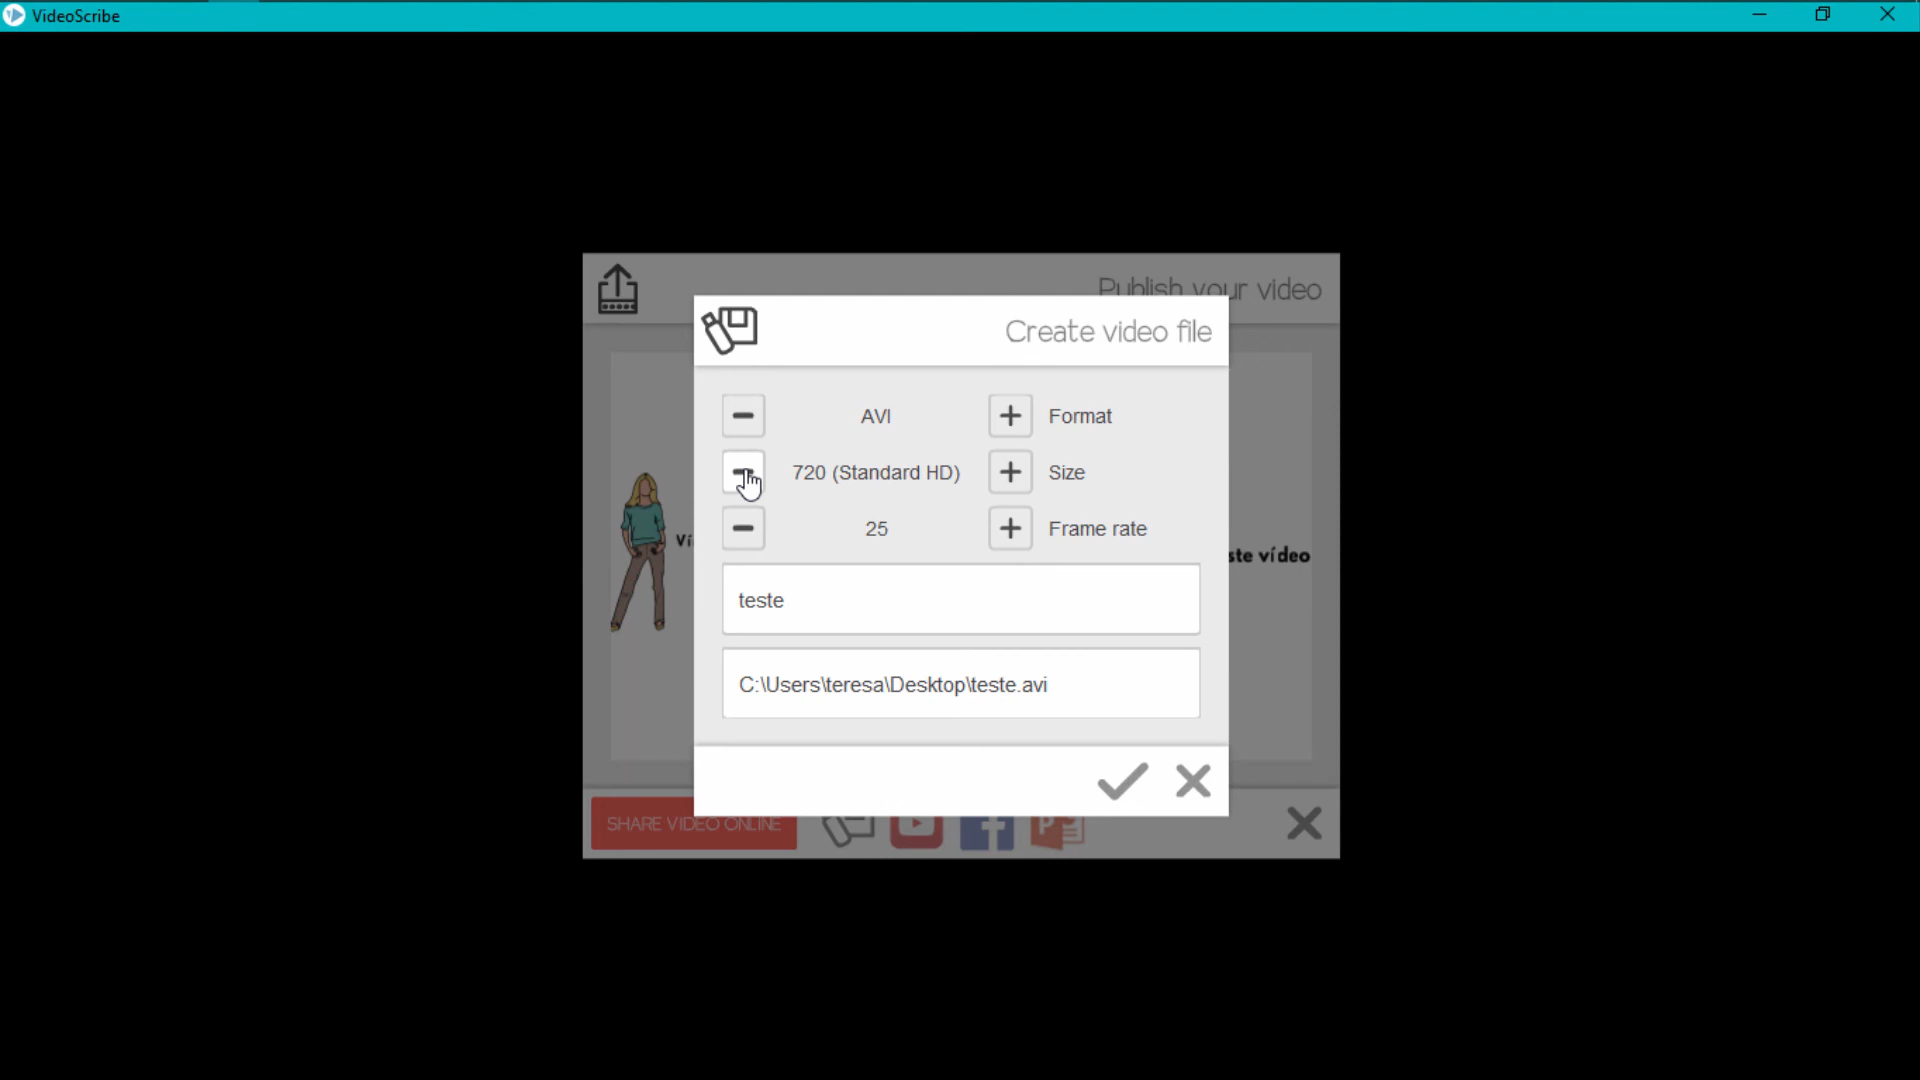 VideoScribe
Publish your video
Create video file
AVI
Format
720 (Standard HD)
Size
25
Frame rate
teste
C:\Users\teresa\Desktop\teste.avi
SHARE VIDEO ONLINE
vídeo